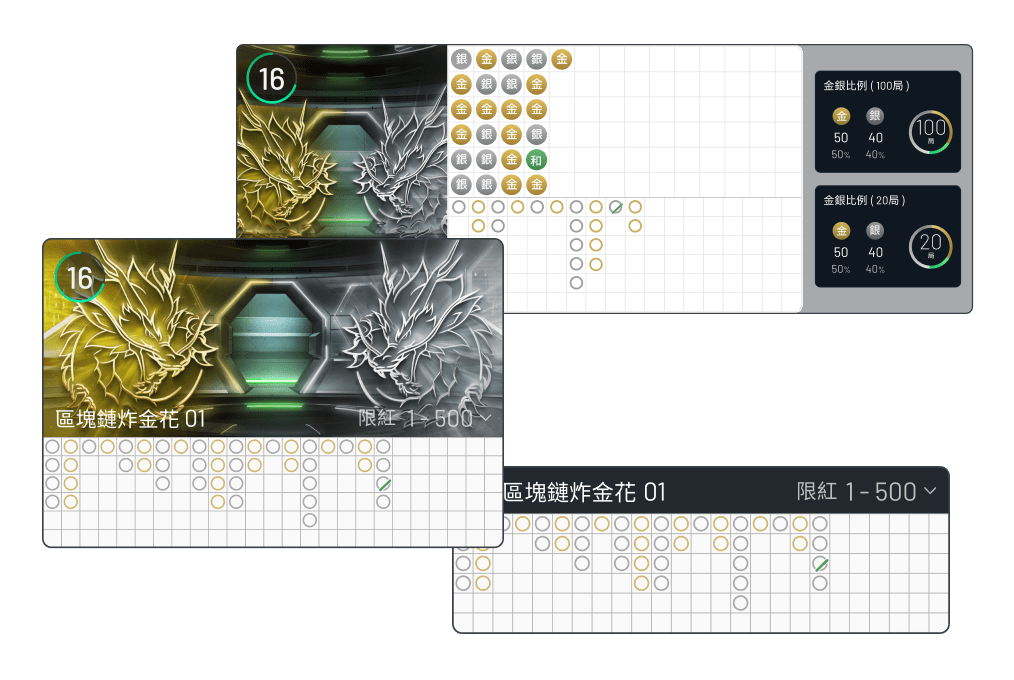 16
銀 金 銀 銀 金
金 銀 銀 金
金 金 金 金
金 銀 金 銀
銀 銀 金 和
銀 銀 金 金
金銀比例 ( 100局 )
金 銀
50 40
50% 40%
100
局
金銀比例 ( 20局 )
金 銀
50 40
50% 40%
20
局
16
區塊鏈炸金花 01
限紅 1 - 500
區塊鏈炸金花 01
限紅 1 - 500